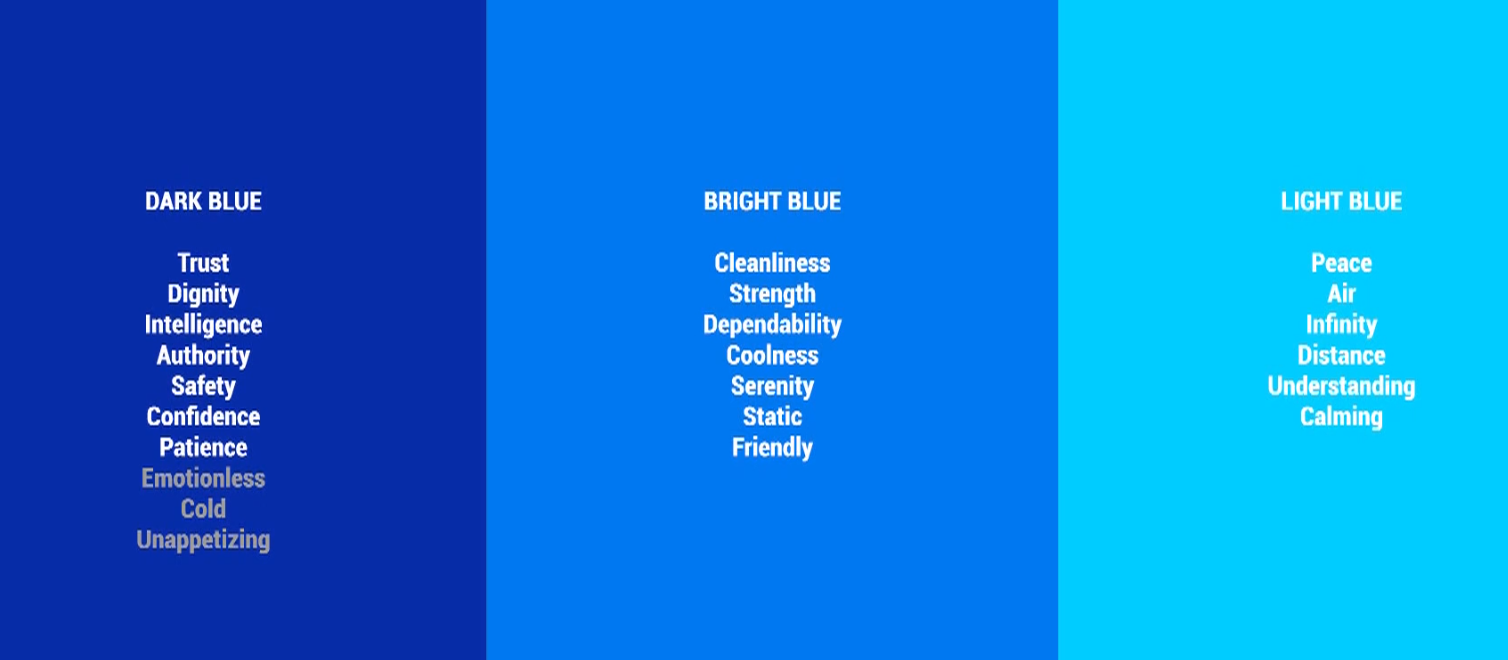 DARK BLUE
Trust
Dignity
Intelligence
Authority
Safety
Confidence
Patience
Emotionless
Cold
Unappetizing
BRIGHT BLUE
Cleanliness
Strength
Dependability
Coolness
Serenity
Static
Friendly
LIGHT BLUE
Peace
Air
Infinity
Distance
Understanding
Calming